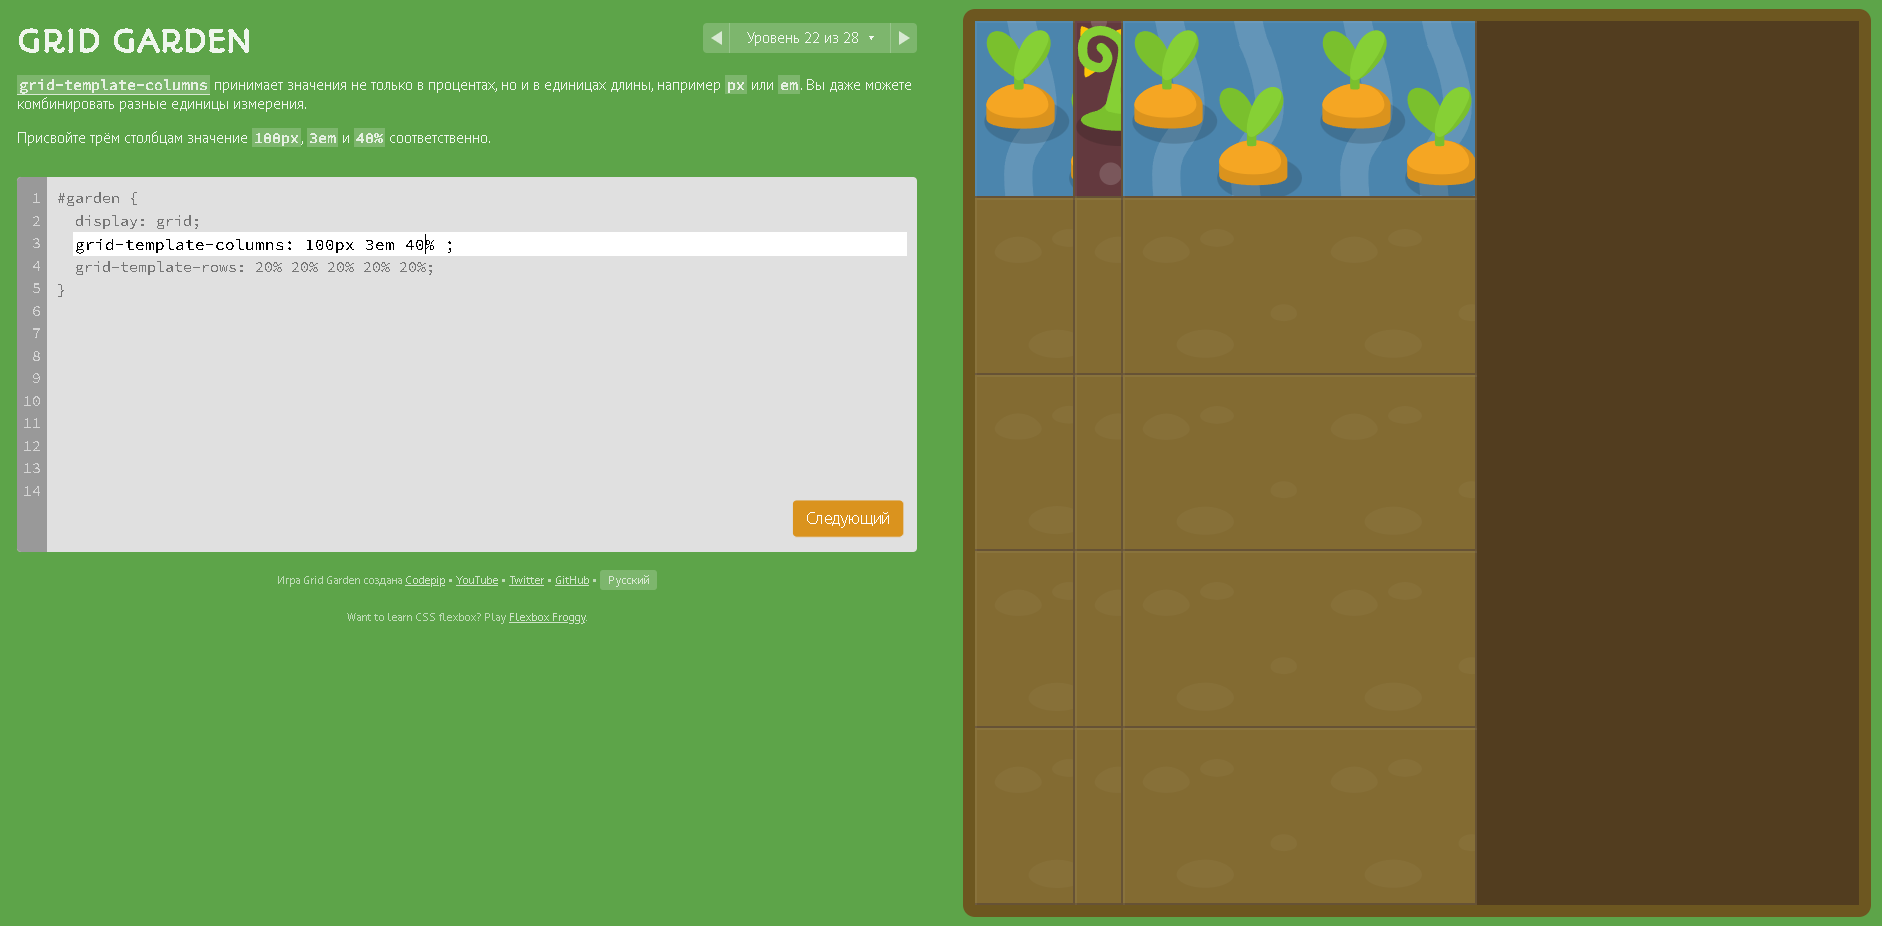 GRID GARDEN
◀ Уровень 22 из 28 ▾ ▶
grid-template-columns принимает значения не только в процентах, но и в единицах длины, например px или em. Вы даже можете
комбинировать разные единицы измерения.
Присвойте трём столбцам значение 100px, 3em и 40% соответственно.
1 #garden {
2 display: grid;
3 grid-template-columns: 100px 3em 40% ;
4 grid-template-rows: 20% 20% 20% 20% 20%;
5 }
6
7
8
9
10
11
12
13
14
Следующий
Игра Grid Garden создана Codepip • YouTube • Twitter • GitHub • Русский
Want to learn CSS flexbox? Play Flexbox Froggy.